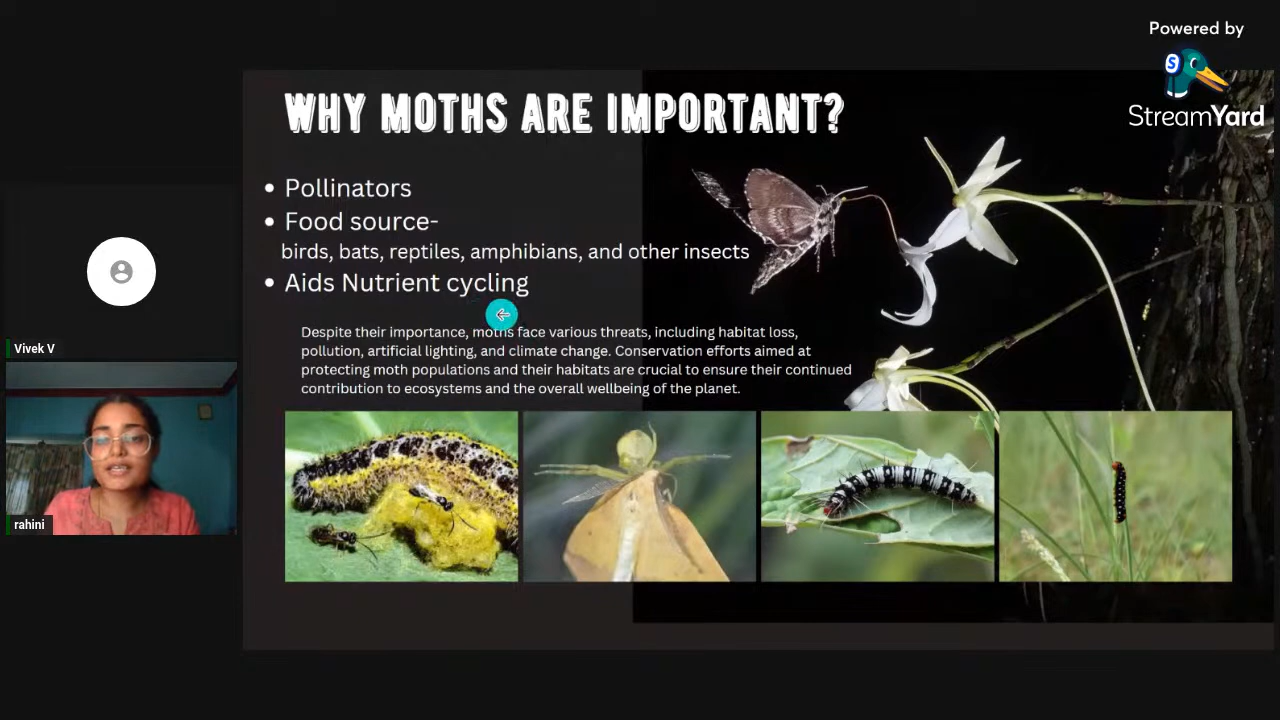 Powered by
StreamYard
WHY MOTHS ARE IMPORTANT?
• Pollinators
• Food source-
birds, bats, reptiles, amphibians, and other insects
• Aids Nutrient cycling
Despite their importance, moths face various threats, including habitat loss,
pollution, artificial lighting, and climate change. Conservation efforts aimed at
protecting moth populations and their habitats are crucial to ensure their continued
contribution to ecosystems and the overall wellbeing of the planet.
Vivek V
rahini